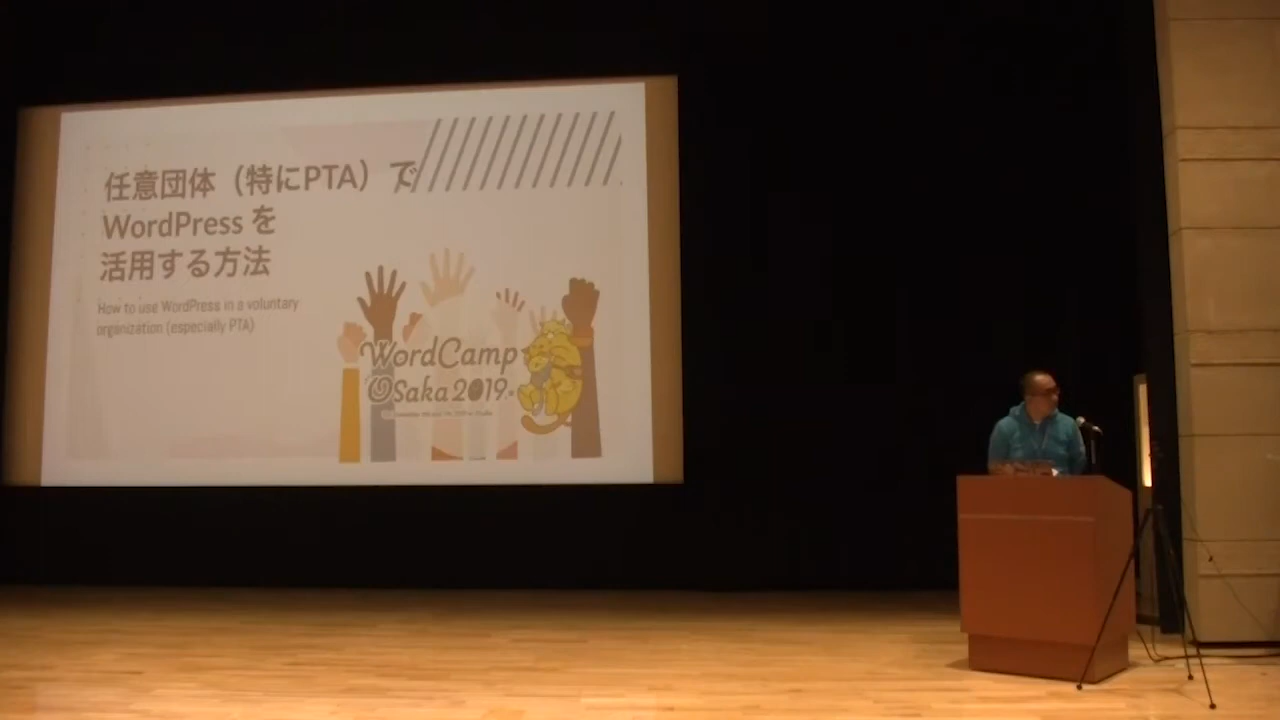 任意団体（特にPTA）で
WordPress を
活用する方法
How to use WordPress in a voluntary
organization (especially PTA)
WordCamp
Osaka 2019